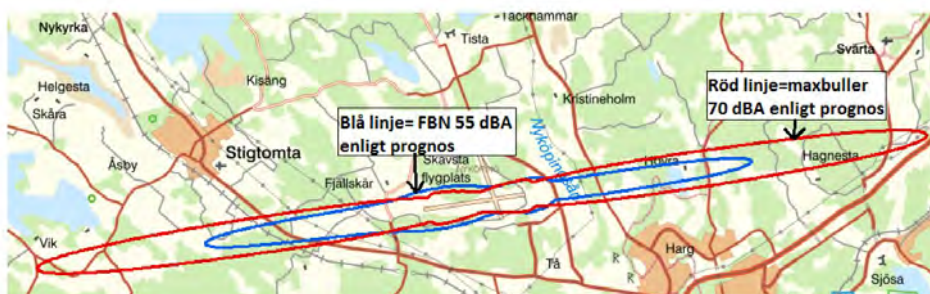 Täckhammar
Nykyrka
Tista
Svärta
Helgesta
Kisäng
Skåra
Kristineholm
Röd linje=maxbuller
70 dBA enligt prognos
Blå linje= FBN 55 dBA
enligt prognos
Nyköpingsån
Stigtomta
Åsby
Skavsta
flygplats
Hagnesta
Fjällskär
Vik
Harg
Tå
Sjösa